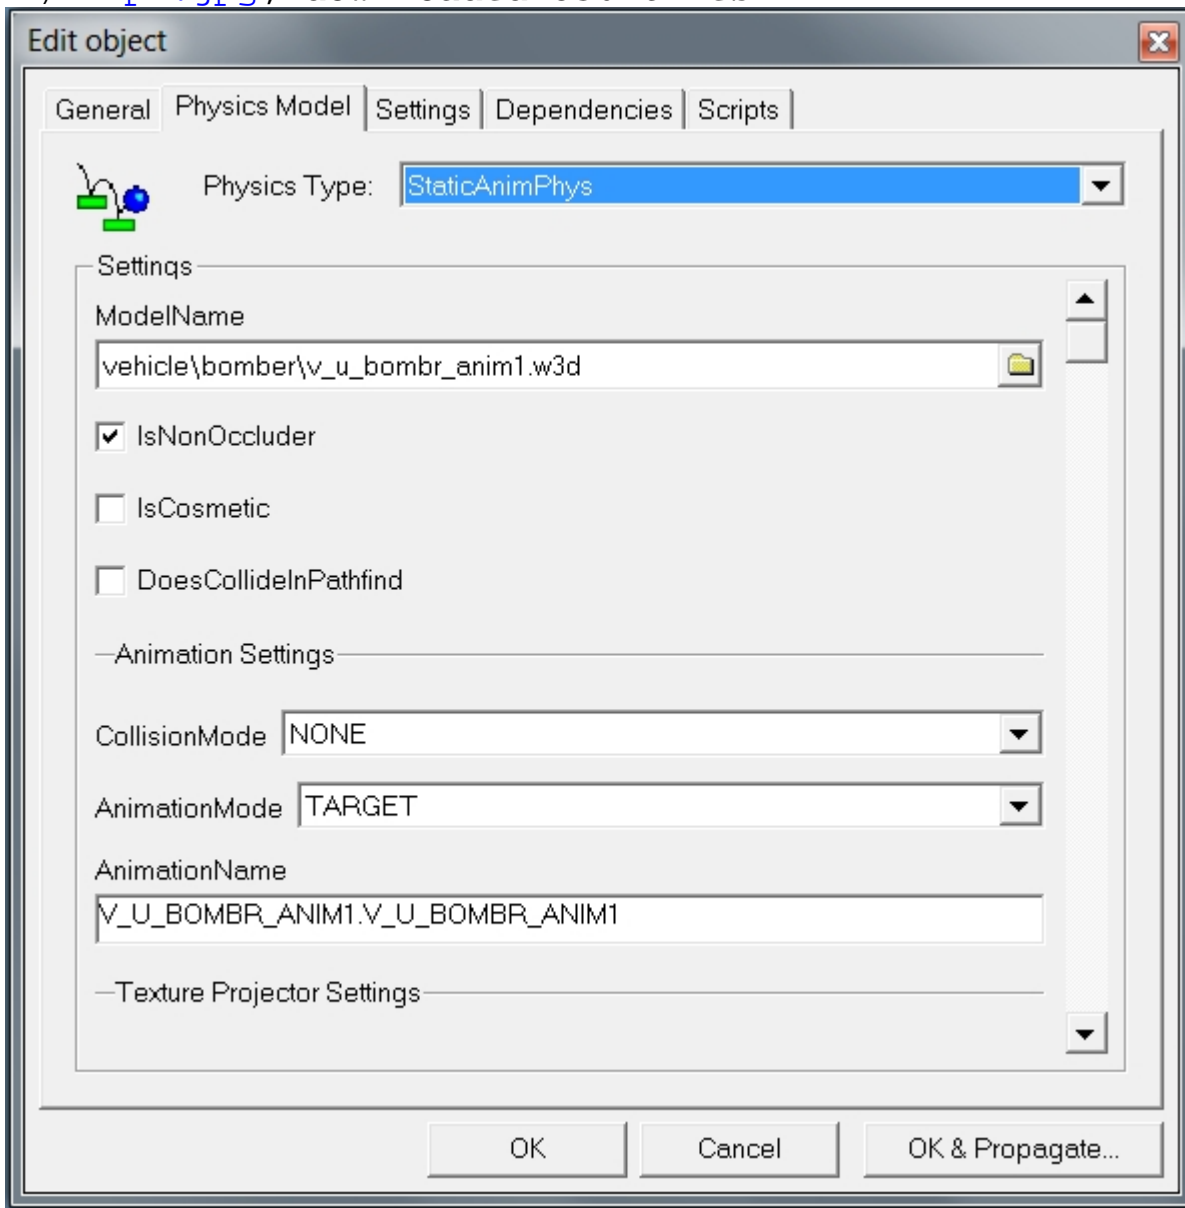 Edit object
General Physics Model Settings Dependencies Scripts
Physics Type: StaticAnimPhys
Settings
ModelName
vehicle\bomber\v_u_bombr_anim1.w3d
IsNonOccluder
IsCosmetic
DoesCollideInPathfind
Animation Settings
CollisionMode NONE
AnimationMode TARGET
AnimationName
V_U_BOMBR_ANIM1.V_U_BOMBR_ANIM1
Texture Projector Settings
OK Cancel OK & Propagate...